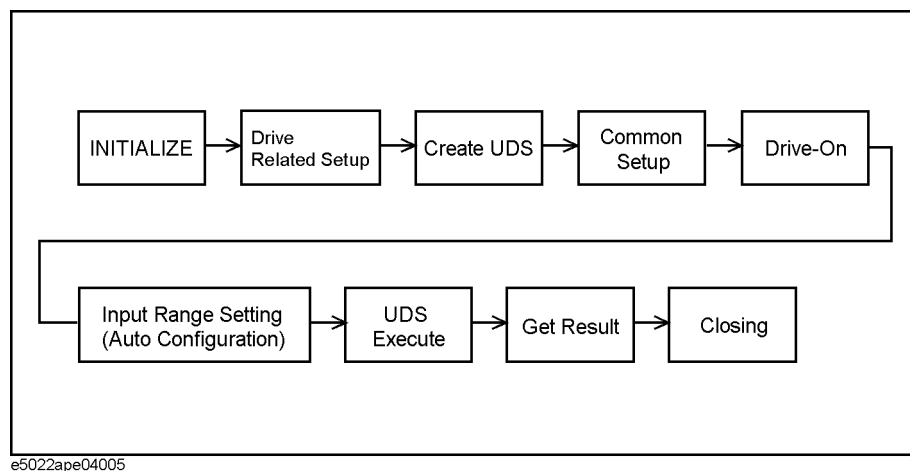 INITIALIZE
Drive
Related Setup
Create UDS
Common
Setup
Drive-On
Input Range Setting
(Auto Configuration)
UDS
Execute
Get Result
Closing
e5022ape04005